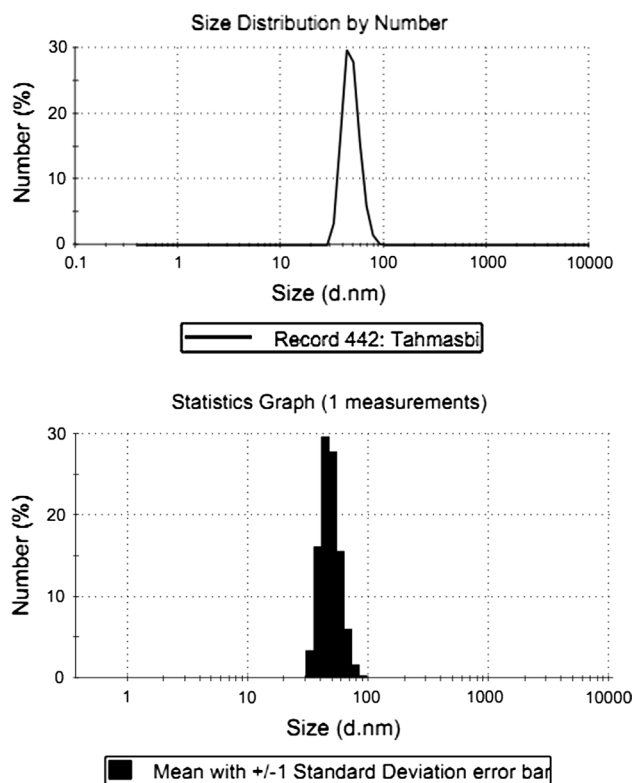 Size Distribution by Number
30
20
10
0
Number (%)
0.1 1 10 100 1000 10000
Size (d.nm)
Record 442: Tahmasbi
Statistics Graph (1 measurements)
30
20
10
0
Number (%)
1 10 100 1000 10000
Size (d.nm)
Mean with +/-1 Standard Deviation error bar